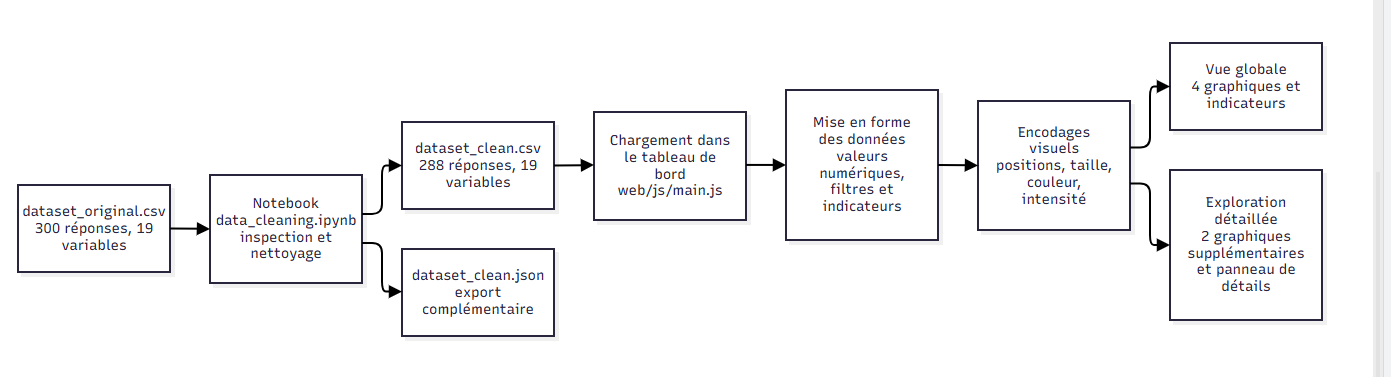 dataset_original.csv
300 réponses, 19
variables
Notebook
data_cleaning.ipynb
inspection et
nettoyage
dataset_clean.csv
288 réponses, 19
variables
dataset_clean.json
export
complémentaire
Chargement dans
le tableau de
bord
web/js/main.js
Mise en forme
des données
valeurs
numériques,
filtres et
indicateurs
Encodages
visuels
positions, taille,
couleur,
intensité
Vue globale
4 graphiques et
indicateurs
Exploration
détaillée
2 graphiques
supplémentaires
et panneau de
détails